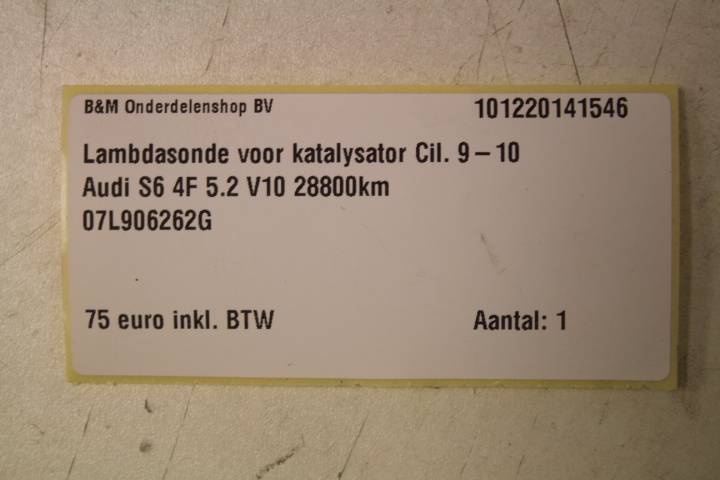 B&M Onderdelenshop BV 101220141546
Lambdasonde voor katalysator Cil. 9 – 10
Audi S6 4F 5.2 V10 28800km
07L906262G
75 euro inkl. BTW Aantal: 1